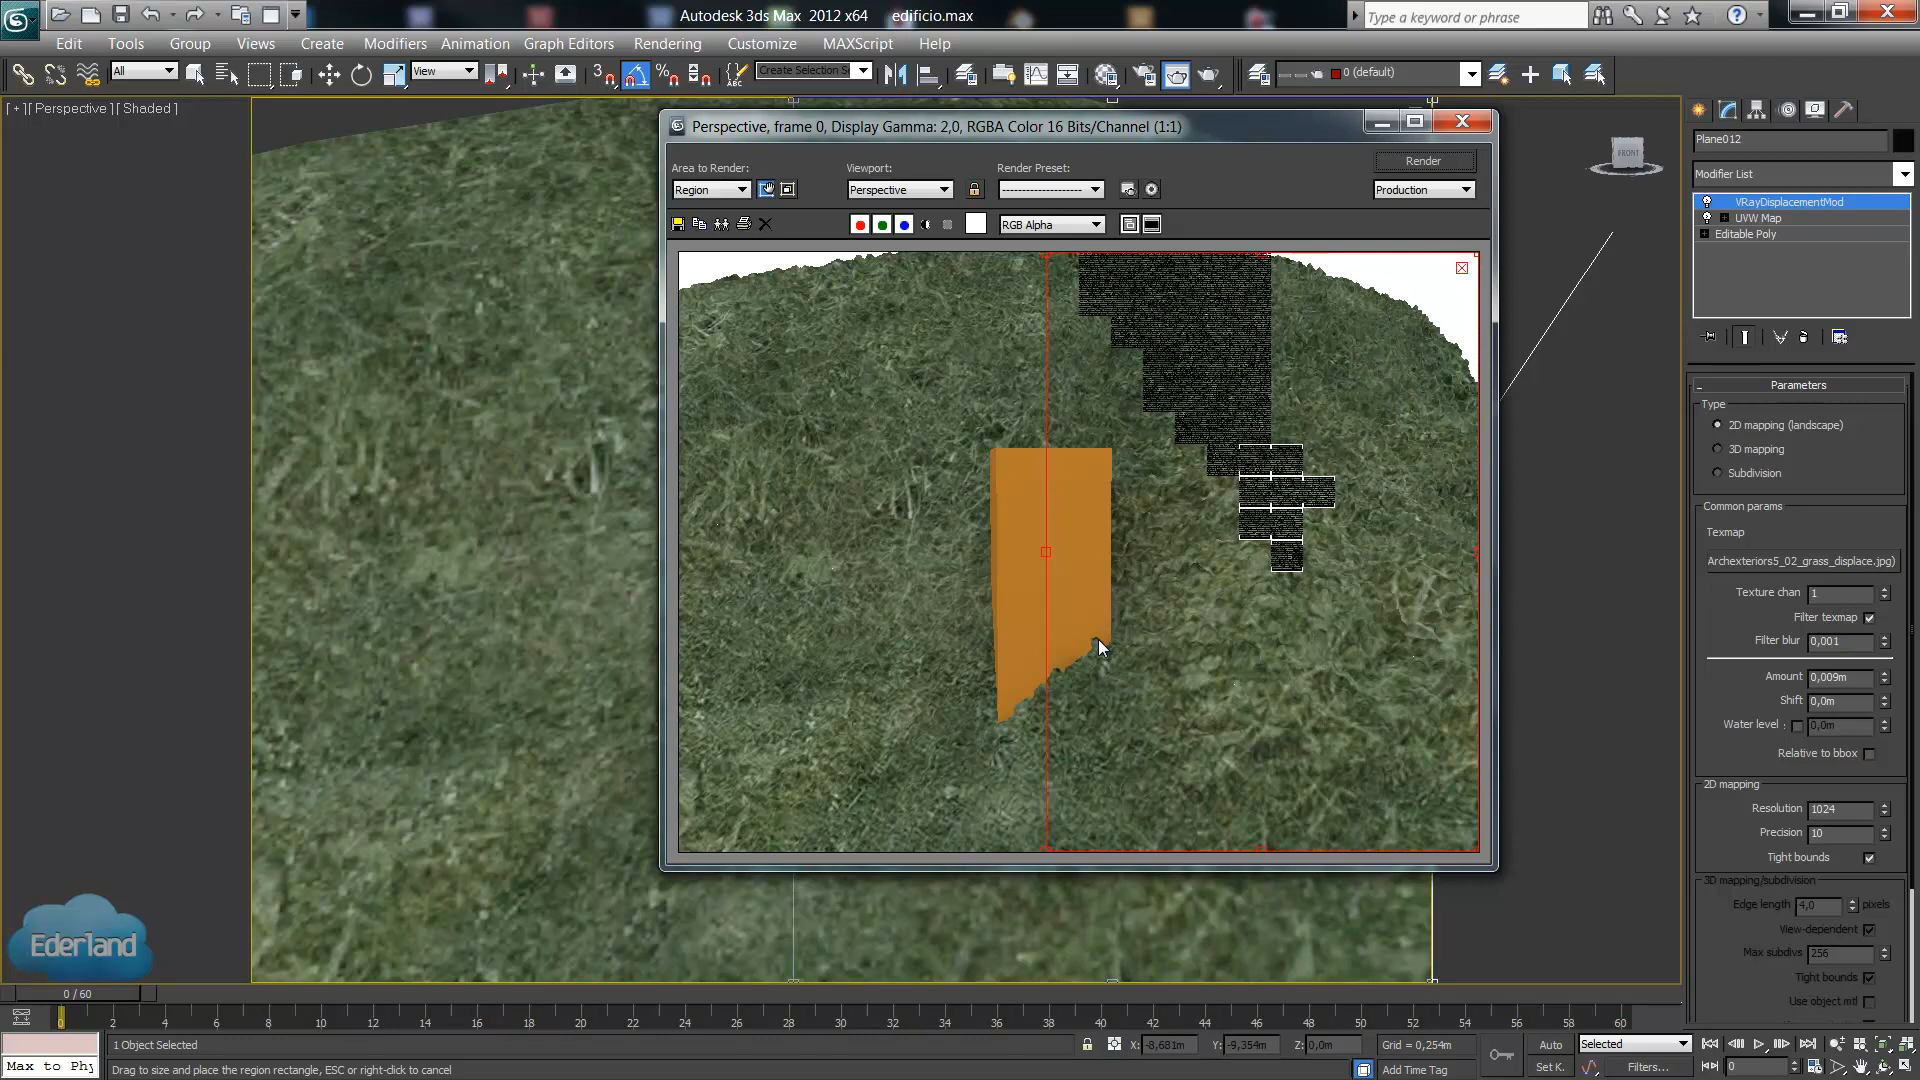 Autodesk 3ds Max 2012 x64 edificio.max
Type a keyword or phrase
Edit Tools Group Views Create Modifiers Animation Graph Editors Rendering Customize MAXScript Help
All View 3 % ABC Create Selection Se 0 (default)
[ + ][ Perspective ][ Shaded ]
Perspective, frame 0, Display Gamma: 2,0, RGBA Color 16 Bits/Channel (1:1)
Area to Render: Viewport: Render Preset: Render
Region Perspective Production
RGB Alpha
FRONT
Plane012
Modifier List
VRayDisplacementMod
UVW Map
Editable Poly
Parameters
Type
2D mapping (landscape)
3D mapping
Subdivision
Common params
Texmap
Archexteriors5_02_grass_displace.jpg)
Texture chan 1
Filter texmap
Filter blur 0,001
Amount 0,009m
Shift 0,0m
Water level : 0,0m
Relative to bbox
2D mapping
Resolution 1024
Precision 10
Tight bounds
3D mapping/subdivision
Edge length 4,0 pixels
View-dependent
Max subdivs 256
Tight bounds
Use object mtl
Ederland
0 / 60
0 2 4 6 8 10 12 14 16 18 20 22 24 26 28 30 32 34 36 38 40 42 44 46 48 50 52 54 56 58 60
1 Object Selected X: -8,681m Y: -9,354m Z: 0,0m Grid = 0,254m Auto Selected
Max to Phy Drag to size and place the region rectangle, ESC or right-click to cancel Add Time Tag Set K. Filters... 0